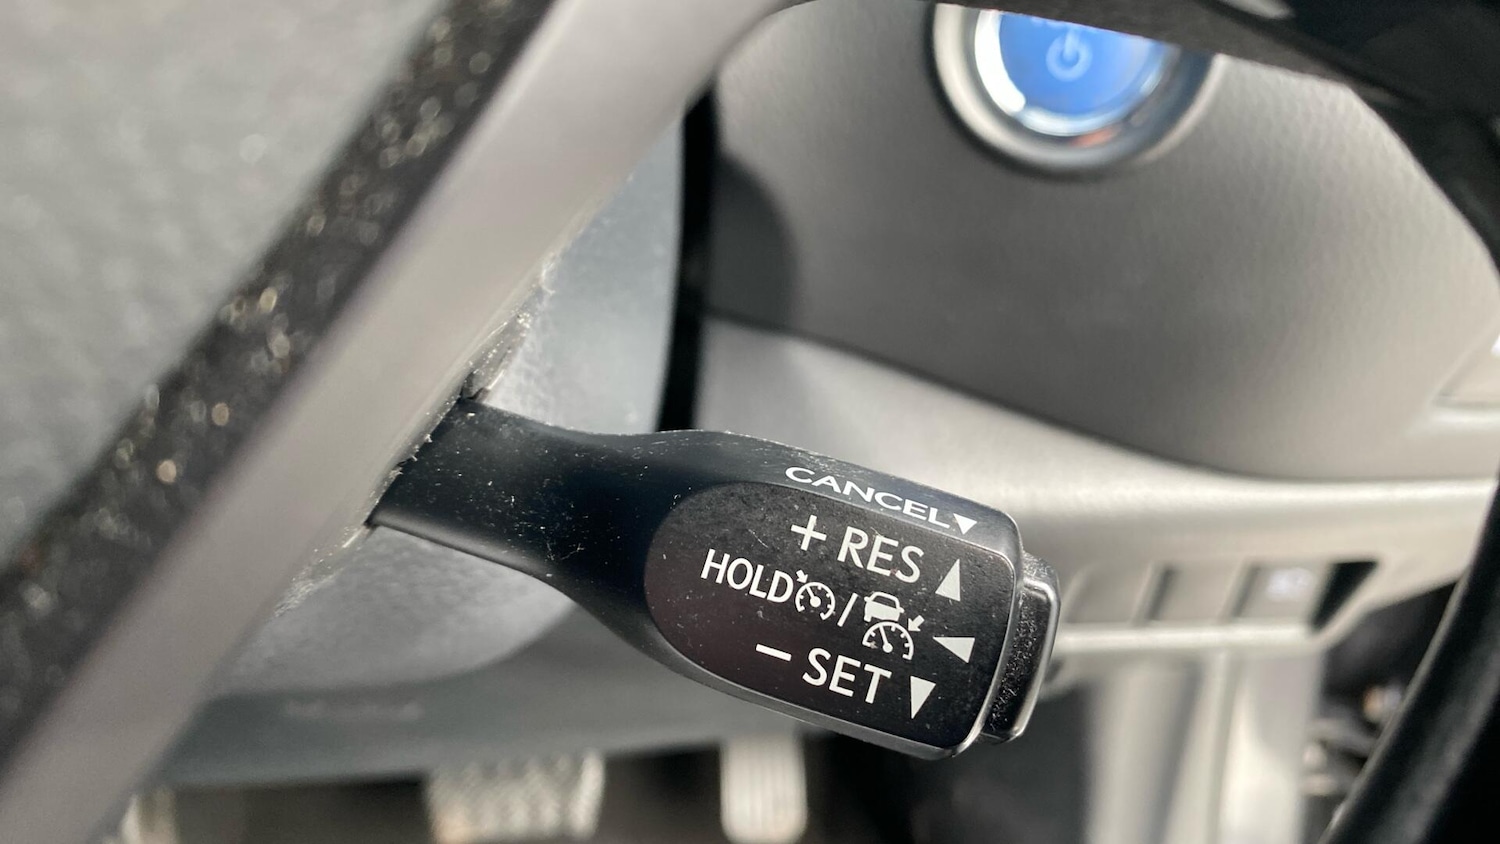 CANCEL▼
+ RES ▲
HOLD / ◀
− SET ▼